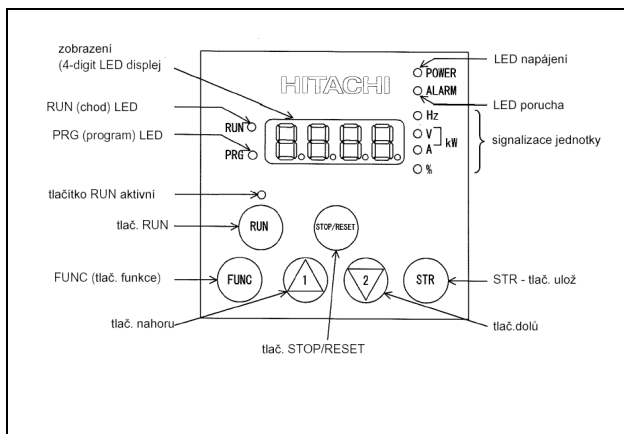 zobrazení
(4-digit LED displej
LED napájení
HITACHI
POWER
ALARM
LED porucha
RUN (chod) LED
RUN
Hz
PRG (program) LED
PRG
V
kW
A
signalizace jednotky
%
tlačítko RUN aktivní
tlač. RUN
RUN
STOP/RESET
FUNC (tlač. funkce)
FUNC
1
2
STR
STR - tlač. ulož
tlač. nahoru
tlač.dolů
tlač. STOP/RESET